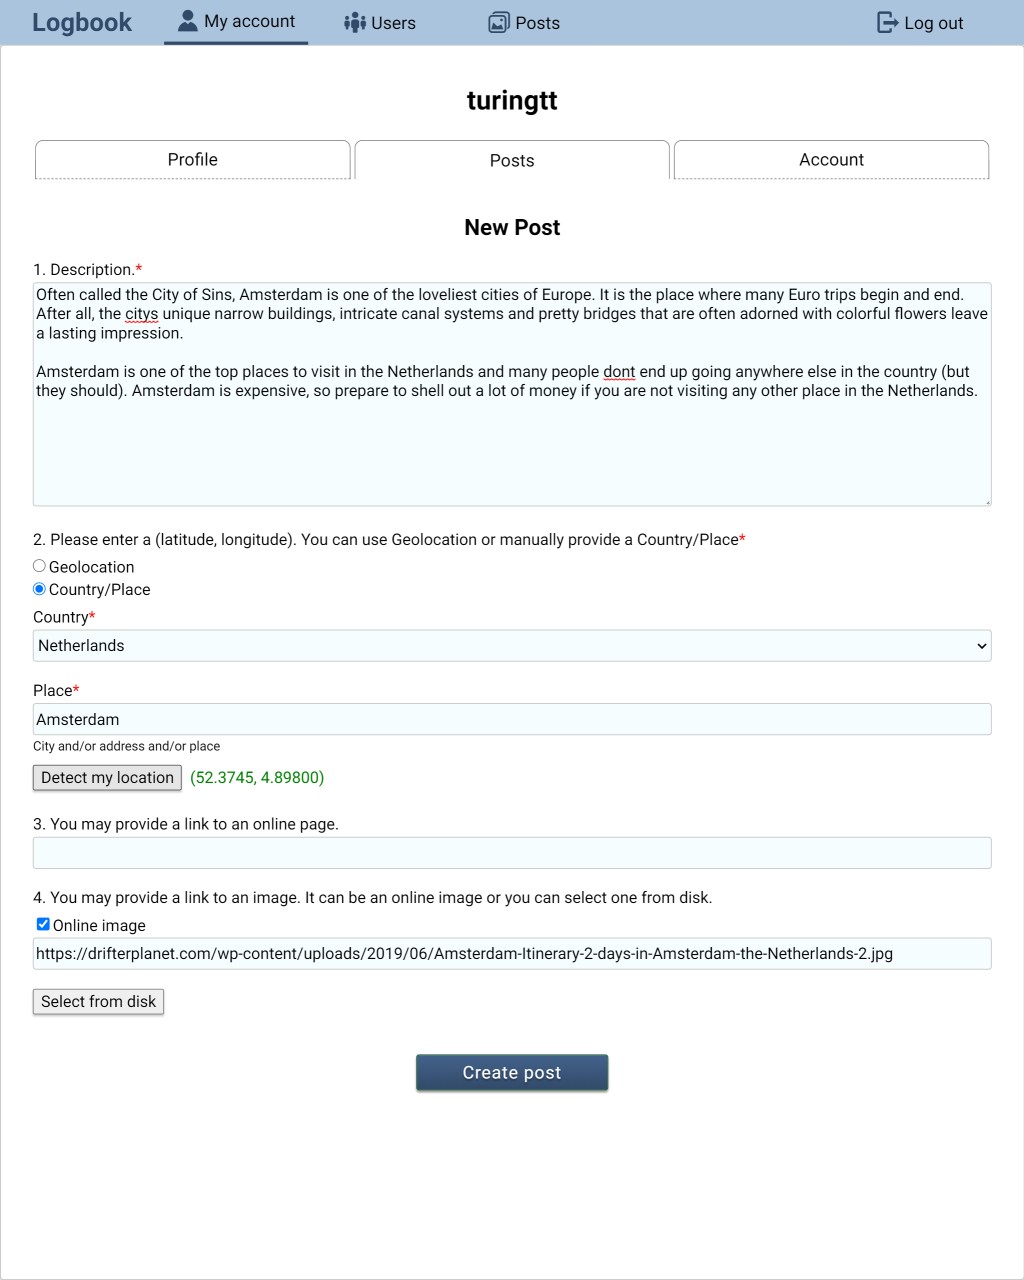 Logbook My account Users Posts Log out
turingtt
Profile Posts Account
New Post
1. Description.*
Often called the City of Sins, Amsterdam is one of the loveliest cities of Europe. It is the place where many Euro trips begin and end.
After all, the citys unique narrow buildings, intricate canal systems and pretty bridges that are often adorned with colorful flowers leave
a lasting impression.
Amsterdam is one of the top places to visit in the Netherlands and many people dont end up going anywhere else in the country (but
they should). Amsterdam is expensive, so prepare to shell out a lot of money if you are not visiting any other place in the Netherlands.
2. Please enter a (latitude, longitude). You can use Geolocation or manually provide a Country/Place*
Geolocation
Country/Place
Country*
Netherlands
Place*
Amsterdam
City and/or address and/or place
Detect my location (52.3745, 4.89800)
3. You may provide a link to an online page.
4. You may provide a link to an image. It can be an online image or you can select one from disk.
Online image
https://drifterplanet.com/wp-content/uploads/2019/06/Amsterdam-Itinerary-2-days-in-Amsterdam-the-Netherlands-2.jpg
Select from disk
Create post